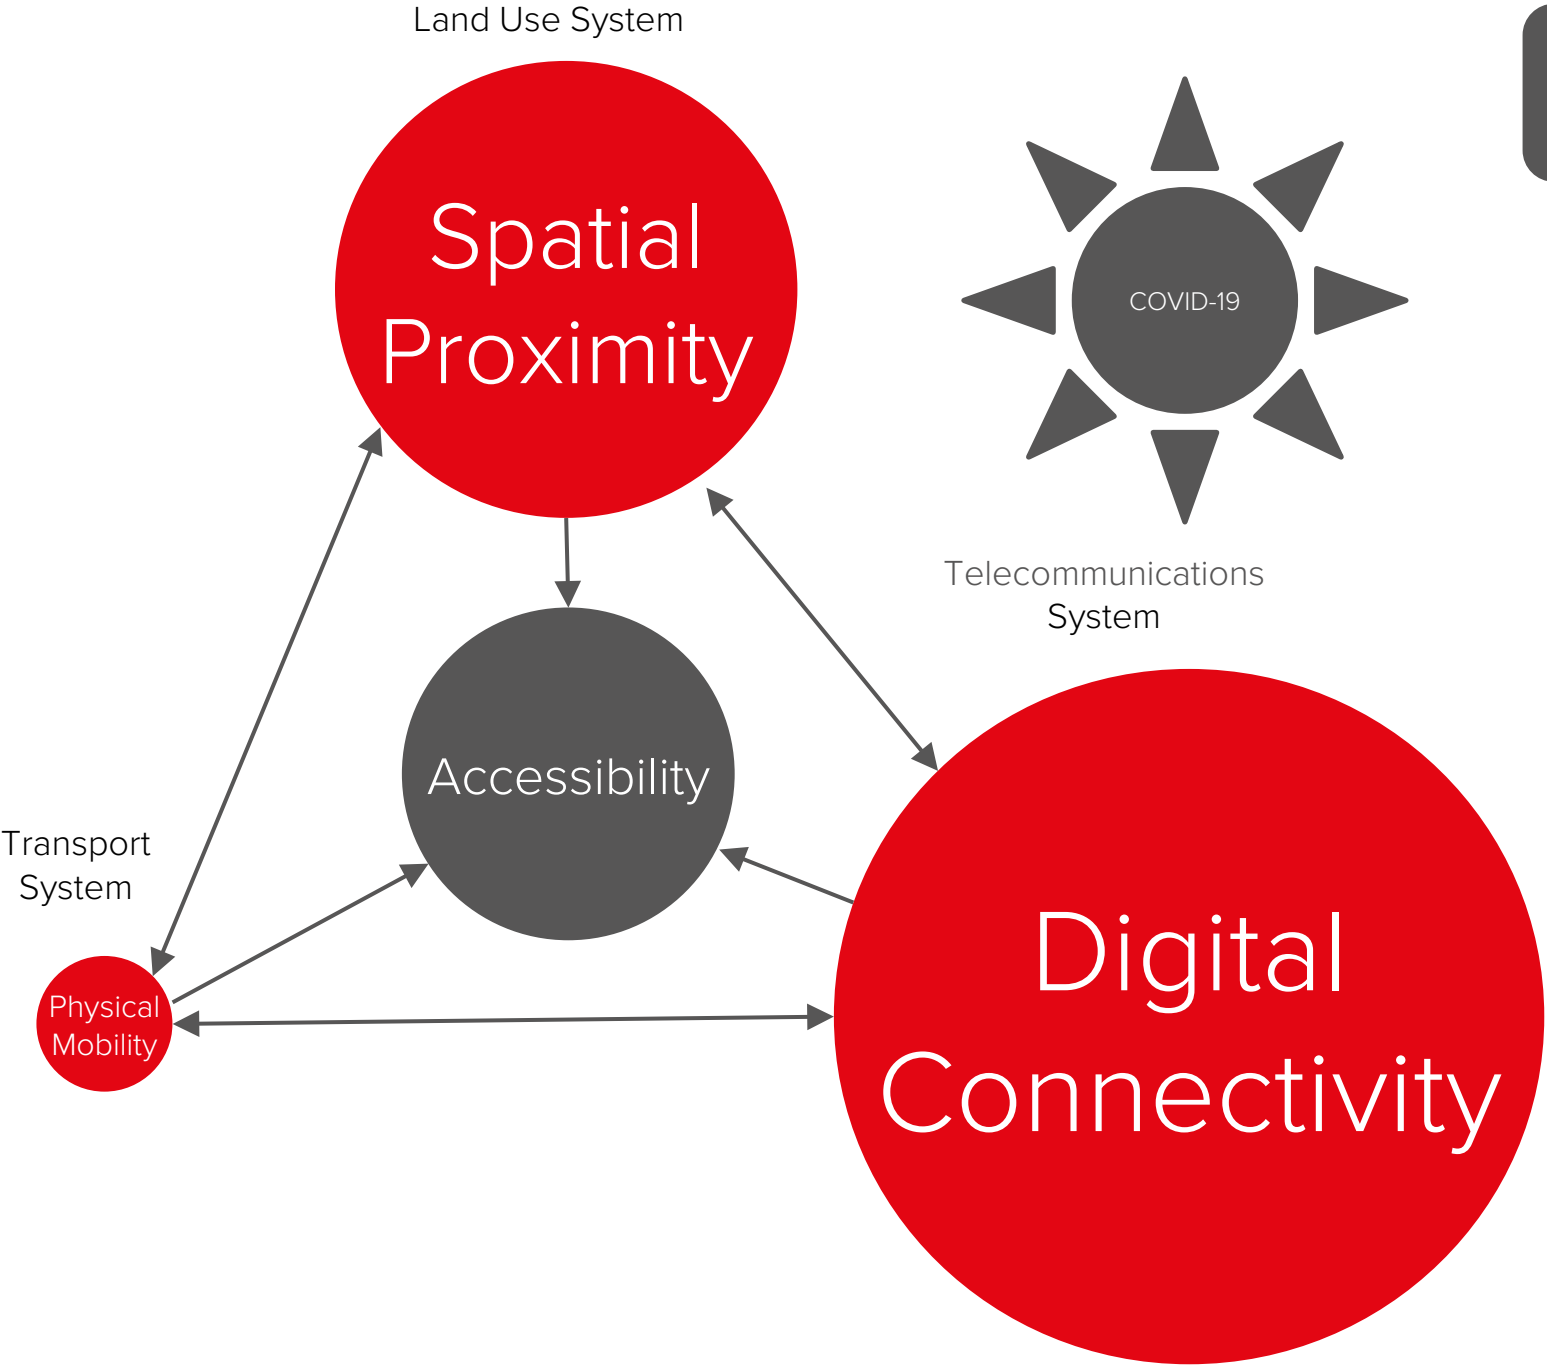 Land Use System
Spatial
Proximity
COVID-19
Telecommunications
System
Accessibility
Transport
System
Physical
Mobility
Digital
Connectivity